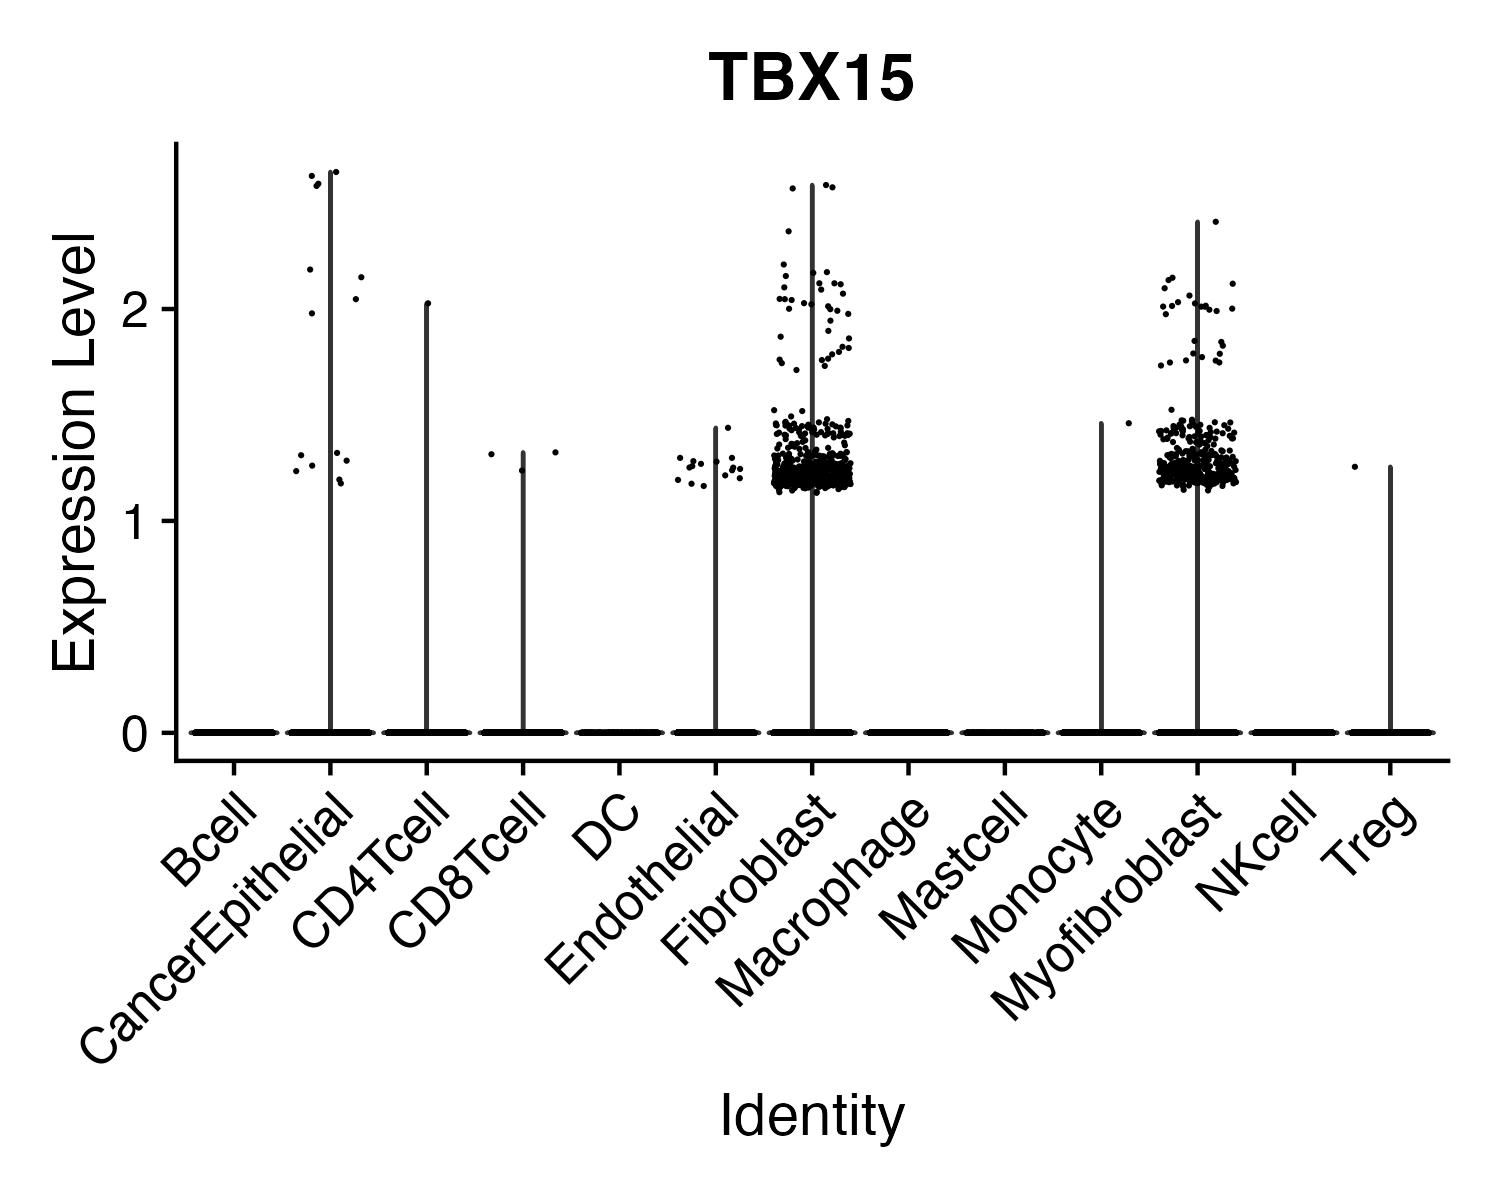 TBX15
Expression Level
2
1
0
Bcell
CancerEpithelial
CD4Tcell
CD8Tcell
DC
Endothelial
Fibroblast
Macrophage
Mastcell
Monocyte
Myofibroblast
NKcell
Treg
Identity